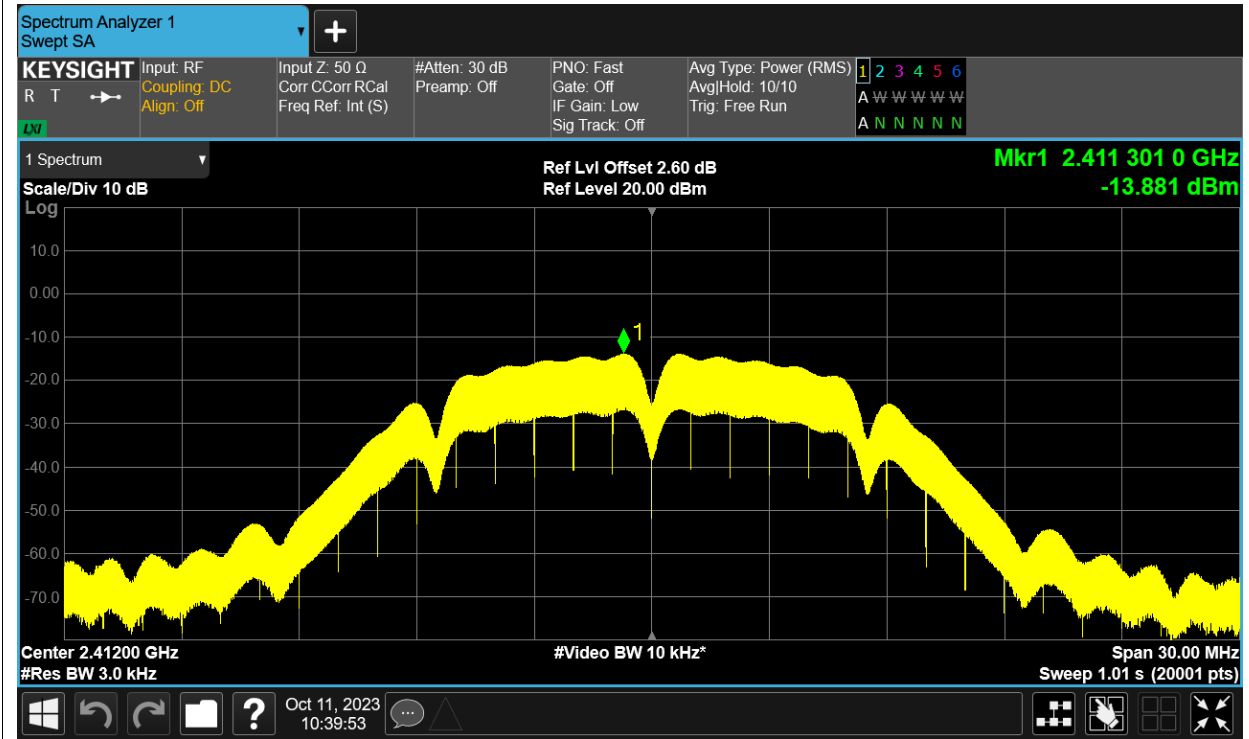 Spectrum Analyzer 1
Swept SA
+
KEYSIGHT
R T
LXI
Input: RF
Coupling: DC
Align: Off
Input Z: 50 Ω
Corr CCorr RCal
Freq Ref: Int (S)
#Atten: 30 dB
Preamp: Off
PNO: Fast
Gate: Off
IF Gain: Low
Sig Track: Off
Avg Type: Power (RMS)
Avg|Hold: 10/10
Trig: Free Run
1 2 3 4 5 6
A W W W W W
A N N N N N
1 Spectrum
Scale/Div 10 dB
Log
Ref Lvl Offset 2.60 dB
Ref Level 20.00 dBm
Mkr1 2.411 301 0 GHz
-13.881 dBm
10.0
0.00
-10.0
-20.0
-30.0
-40.0
-50.0
-60.0
-70.0
1
Center 2.41200 GHz
#Res BW 3.0 kHz
#Video BW 10 kHz*
Span 30.00 MHz
Sweep 1.01 s (20001 pts)
?
Oct 11, 2023
10:39:53